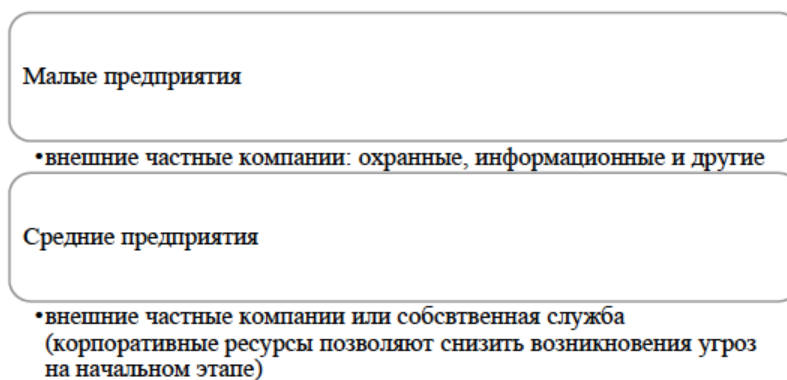 Малые предприятия
•внешние частные компании: охранные, информационные и другие
Средние предприятия
•внешние частные компании или собсвтвенная служба
(корпоративные ресурсы позволяют снизить возникновения угроз
на начальном этапе)